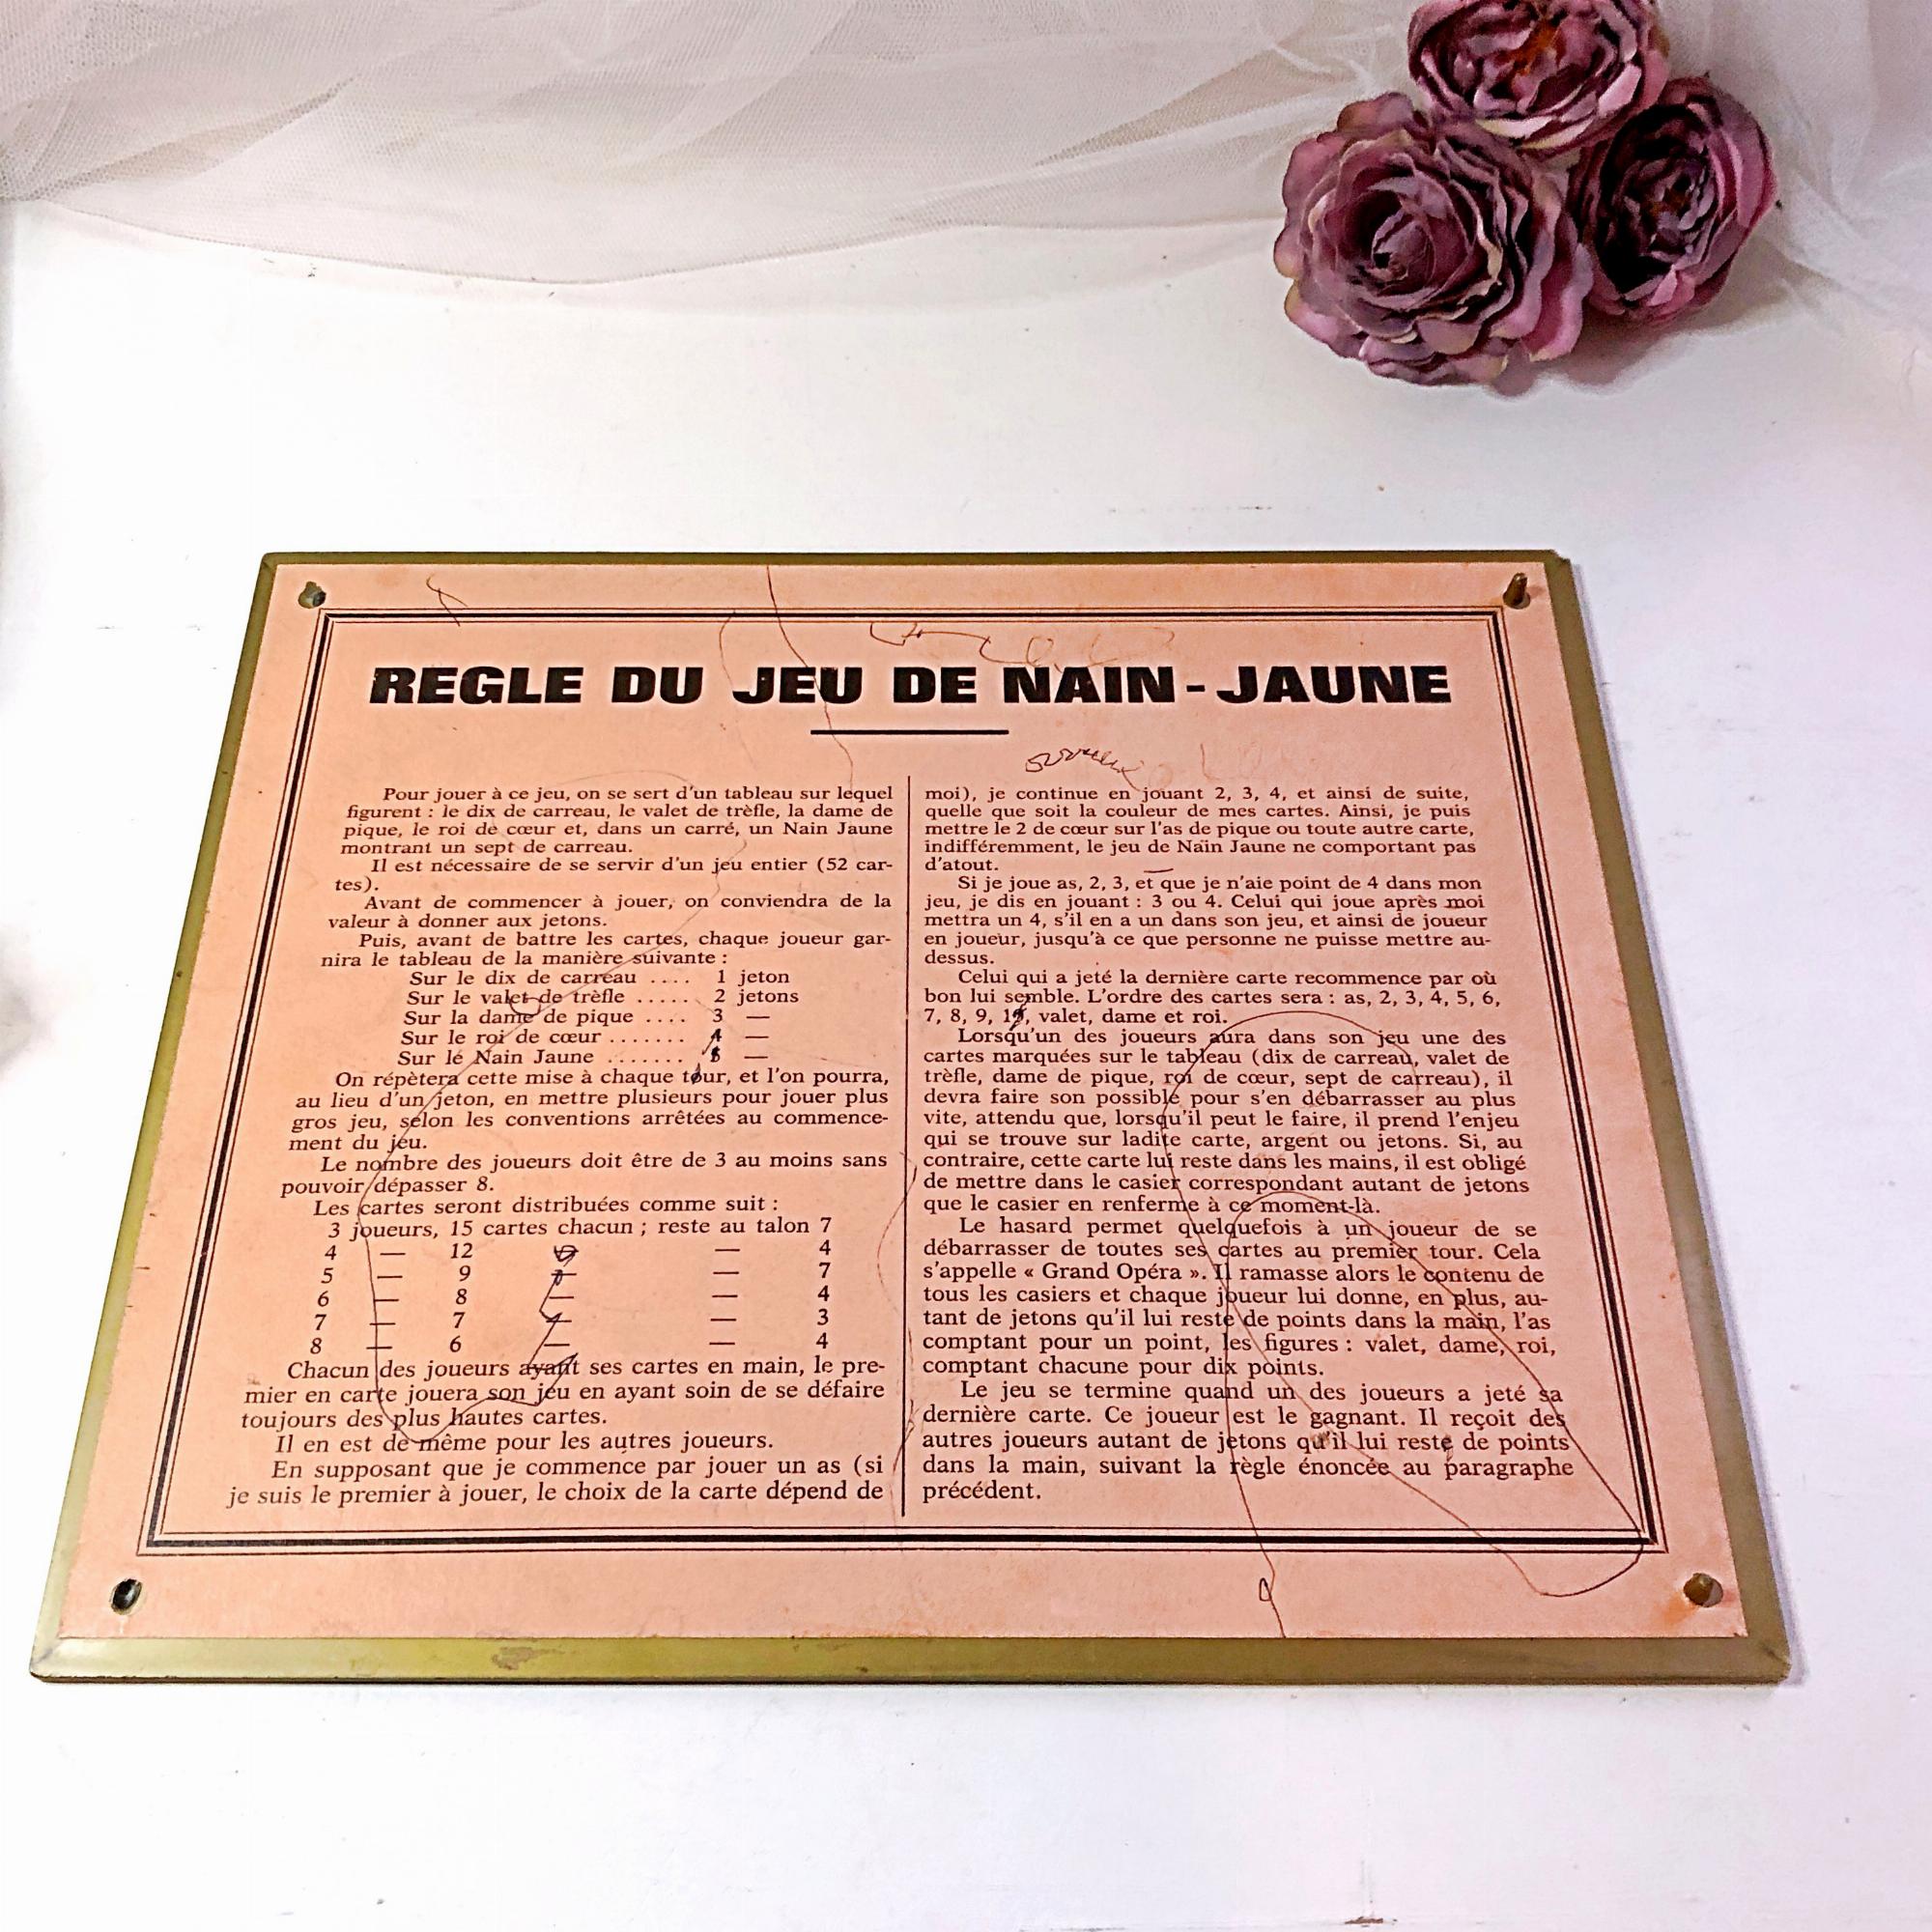 REGLE DU JEU DE NAIN-JAUNE
Pour jouer à ce jeu, on se sert d'un tableau sur lequel
figurent : le dix de carreau, le valet de trèfle, la dame de
pique, le roi de cœur et, dans un carré, un Nain Jaune
montrant un sept de carreau.
Il est nécessaire de se servir d'un jeu entier (52 car-
tes).
Avant de commencer à jouer, on conviendra de la
valeur à donner aux jetons.
Puis, avant de battre les cartes, chaque joueur gar-
nira le tableau de la manière suivante :
Sur le dix de carreau .... 1 jeton
Sur le valet de trèfle ..... 2 jetons
Sur la dame de pique .... 3 —
Sur le roi de cœur ....... 4 —
Sur le Nain Jaune ....... 5 —
On répètera cette mise à chaque tour, et l'on pourra,
au lieu d'un jeton, en mettre plusieurs pour jouer plus
gros jeu, selon les conventions arrêtées au commence-
ment du jeu.
Le nombre des joueurs doit être de 3 au moins sans
pouvoir dépasser 8.
Les cartes seront distribuées comme suit :
3 joueurs, 15 cartes chacun ; reste au talon 7
4 — 12 — — 4
5 — 9 — — 7
6 — 8 — — 4
7 — 7 — — 3
8 — 6 — — 4
Chacun des joueurs ayant ses cartes en main, le pre-
mier en carte jouera son jeu en ayant soin de se défaire
toujours des plus hautes cartes.
Il en est de même pour les autres joueurs.
En supposant que je commence par jouer un as (si
je suis le premier à jouer, le choix de la carte dépend de
moi), je continue en jouant 2, 3, 4, et ainsi de suite,
quelle que soit la couleur de mes cartes. Ainsi, je puis
mettre le 2 de cœur sur l'as de pique ou toute autre carte,
indifféremment, le jeu de Nain Jaune ne comportant pas
d'atout.
Si je joue as, 2, 3, et que je n'aie point de 4 dans mon
jeu, je dis en jouant : 3 ou 4. Celui qui joue après moi
mettra un 4, s'il en a un dans son jeu, et ainsi de joueur
en joueur, jusqu'à ce que personne ne puisse mettre au-
dessus.
Celui qui a jeté la dernière carte recommence par où
bon lui semble. L'ordre des cartes sera : as, 2, 3, 4, 5, 6,
7, 8, 9, 10, valet, dame et roi.
Lorsqu'un des joueurs aura dans son jeu une des
cartes marquées sur le tableau (dix de carreau, valet de
trèfle, dame de pique, roi de cœur, sept de carreau), il
devra faire son possible pour s'en débarrasser au plus
vite, attendu que, lorsqu'il peut le faire, il prend l'enjeu
qui se trouve sur ladite carte, argent ou jetons. Si, au
contraire, cette carte lui reste dans les mains, il est obligé
de mettre dans le casier correspondant autant de jetons
que le casier en renferme à ce moment-là.
Le hasard permet quelquefois à un joueur de se
débarrasser de toutes ses cartes au premier tour. Cela
s'appelle « Grand Opéra ». Il ramasse alors le contenu de
tous les casiers et chaque joueur lui donne, en plus, au-
tant de jetons qu'il lui reste de points dans la main, l'as
comptant pour un point, les figures : valet, dame, roi,
comptant chacune pour dix points.
Le jeu se termine quand un des joueurs a jeté sa
dernière carte. Ce joueur est le gagnant. Il reçoit des
autres joueurs autant de jetons qu'il lui reste de points
dans la main, suivant la règle énoncée au paragraphe
précédent.